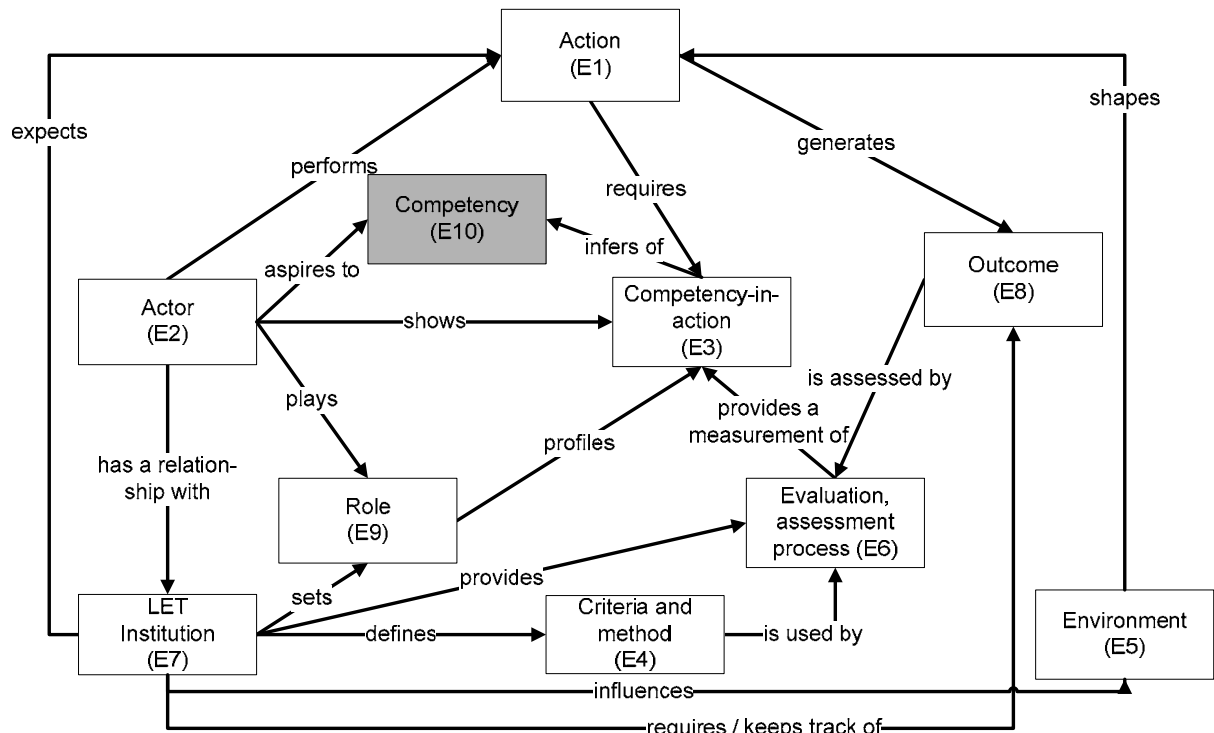 Action
(E1)
expects
shapes
generates
performs
requires
Competency
(E10)
infers of
aspires to
Outcome
(E8)
Actor
(E2)
shows
Competency-in-
action
(E3)
is assessed by
plays
provides a
measurement of
profiles
has a relation-
ship with
Role
(E9)
Evaluation,
assessment
process (E6)
provides
sets
LET
Institution
(E7)
defines
Criteria and
method
(E4)
is used by
Environment
(E5)
influences
requires / keeps track of